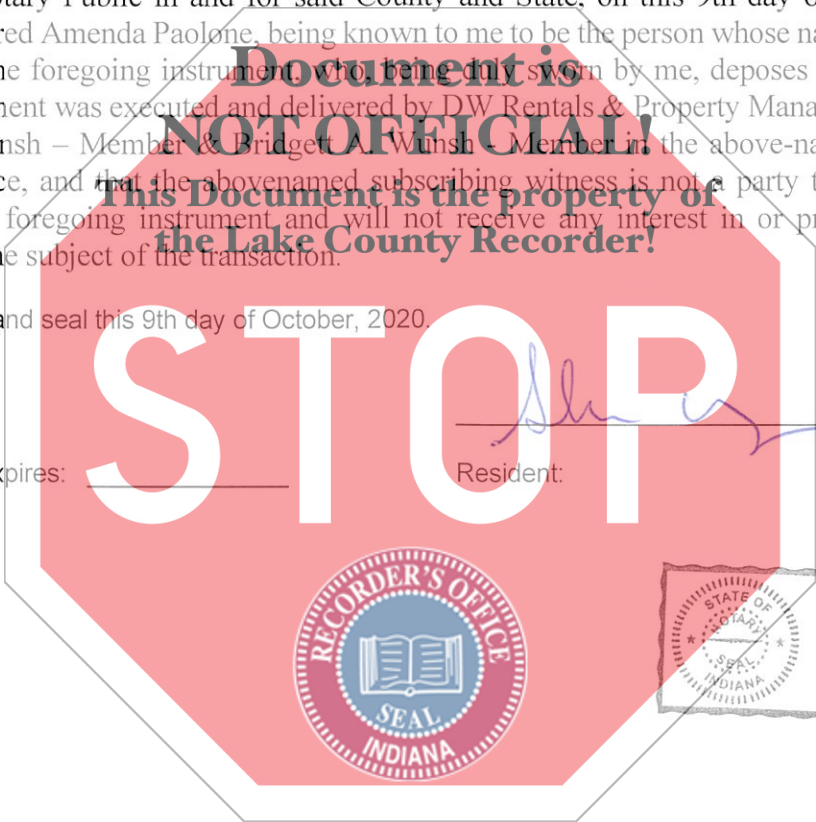 tary Public in and for said County and State, on this 9th day o
red Amenda Paolone, being known to me to be the person whose na
Document is
he foregoing instrument, who, being duly sworn by me, deposes
ment was executed and delivered by DW Rentals & Property Mana
NOT OFFICIAL!
nsh – Member & Bridgett A. Wunsh - Member in the above-na
This Document is the property of
ce, and that the abovenamed subscribing witness is not a party t
foregoing instrument and will not receive any interest in or pr
the Lake County Recorder!
e subject of the transaction.
and seal this 9th day of October, 2020.
STOP
xpires:
Resident:
RECORDER'S OFFICE
SEAL
INDIANA
STATE OF
NOTARY
SEAL
INDIANA